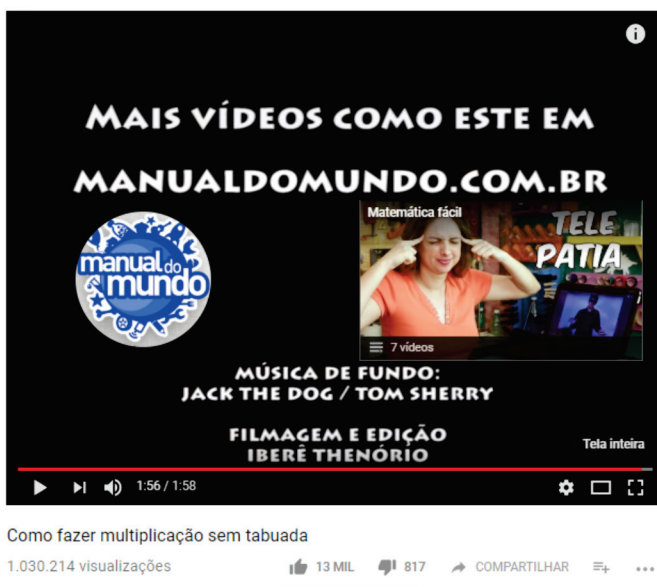 MAIS VÍDEOS COMO ESTE EM
MANUALDOMUNDO.COM.BR
manual do
mundo
Matemática fácil
TELE
PATIA
7 vídeos
MÚSICA DE FUNDO:
JACK THE DOG / TOM SHERRY
FILMAGEM E EDIÇÃO
IBERÊ THENÓRIO
Tela inteira
1:56 / 1:58
Como fazer multiplicação sem tabuada
1.030.214 visualizações 13 MIL 817 COMPARTILHAR